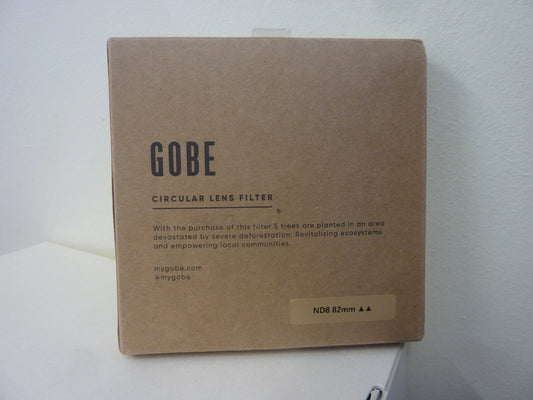 GOBE
CIRCULAR LENS FILTER
With the purchase of this filter 5 trees are planted in an area
devastated by severe deforestation. Revitalizing ecosystems
and empowering local communities.
mygobe.com
@mygobe
ND8 82mm ▲▲